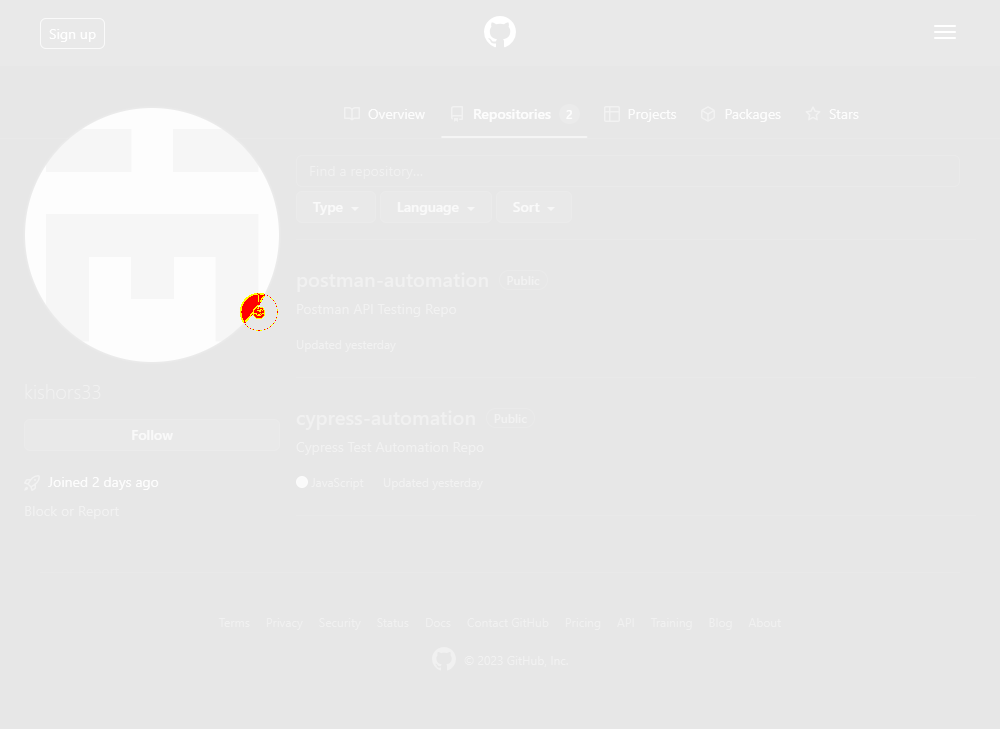 Sign up
Overview Repositories 2 Projects Packages Stars
Find a repository...
Type Language Sort
postman-automation Public
Postman API Testing Repo
Updated yesterday
kishors33
Follow
Joined 2 days ago
Block or Report
cypress-automation Public
Cypress Test Automation Repo
JavaScript Updated yesterday
Terms Privacy Security Status Docs Contact GitHub Pricing API Training Blog About
© 2023 GitHub, Inc.